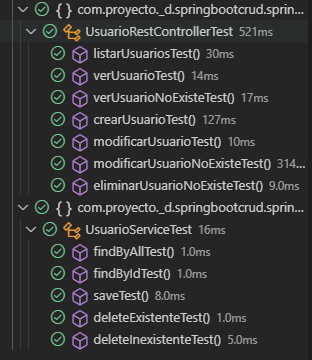 { } com.proyecto._d.springbootcrud.sprin...
UsuarioRestControllerTest 521ms
listarUsuariosTest() 30ms
verUsuarioTest() 14ms
verUsuarioNoExisteTest() 17ms
crearUsuarioTest() 127ms
modificarUsuarioTest() 10ms
modificarUsuarioNoExisteTest() 314...
eliminarUsuarioNoExisteTest() 9.0ms
{ } com.proyecto._d.springbootcrud.sprin...
UsuarioServiceTest 16ms
findByAllTest() 1.0ms
findByIdTest() 1.0ms
saveTest() 8.0ms
deleteExistenteTest() 1.0ms
deleteInexistenteTest() 5.0ms